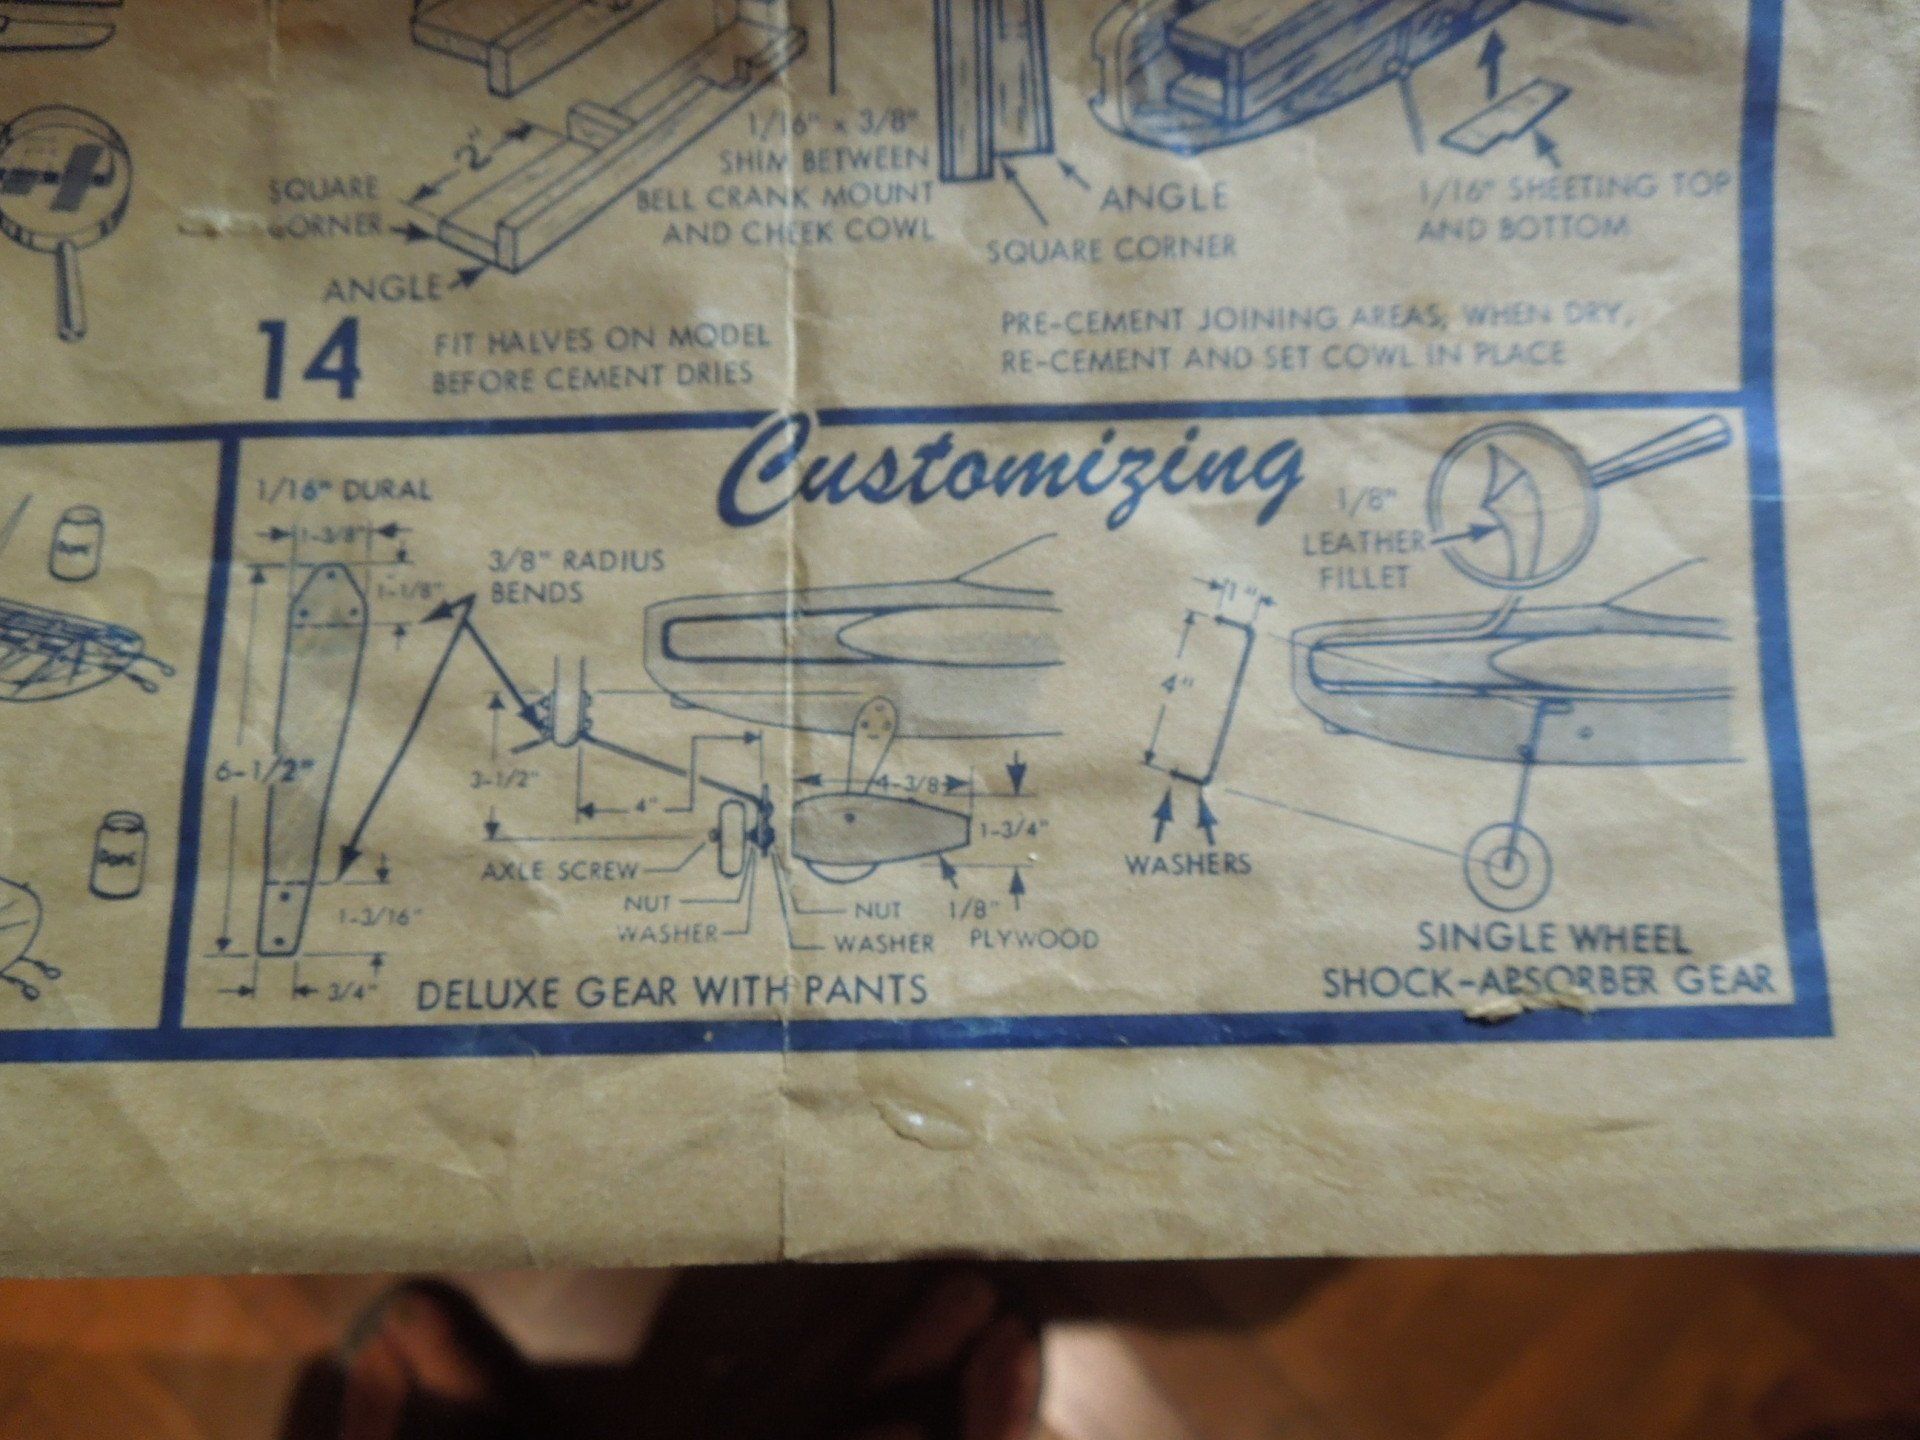 2"
SQUARE
CORNER
ANGLE
1/16" x 3/8"
SHIM BETWEEN
BELL CRANK MOUNT
AND CHEEK COWL
ANGLE
SQUARE CORNER
1/16" SHEETING TOP
AND BOTTOM
14
FIT HALVES ON MODEL
BEFORE CEMENT DRIES
PRE-CEMENT JOINING AREAS, WHEN DRY,
RE-CEMENT AND SET COWL IN PLACE
Customizing
DOPE
DOPE
1/16" DURAL
1-3/8"
1-1/8"
3/8" RADIUS
BENDS
6-1/2"
3-1/2"
4"
4-3/8
1-3/4"
AXLE SCREW
NUT
WASHER
NUT
WASHER
1/8"
PLYWOOD
1-3/16"
3/4"
DELUXE GEAR WITH PANTS
1/8"
LEATHER
FILLET
1"
4"
WASHERS
SINGLE WHEEL
SHOCK-ABSORBER GEAR